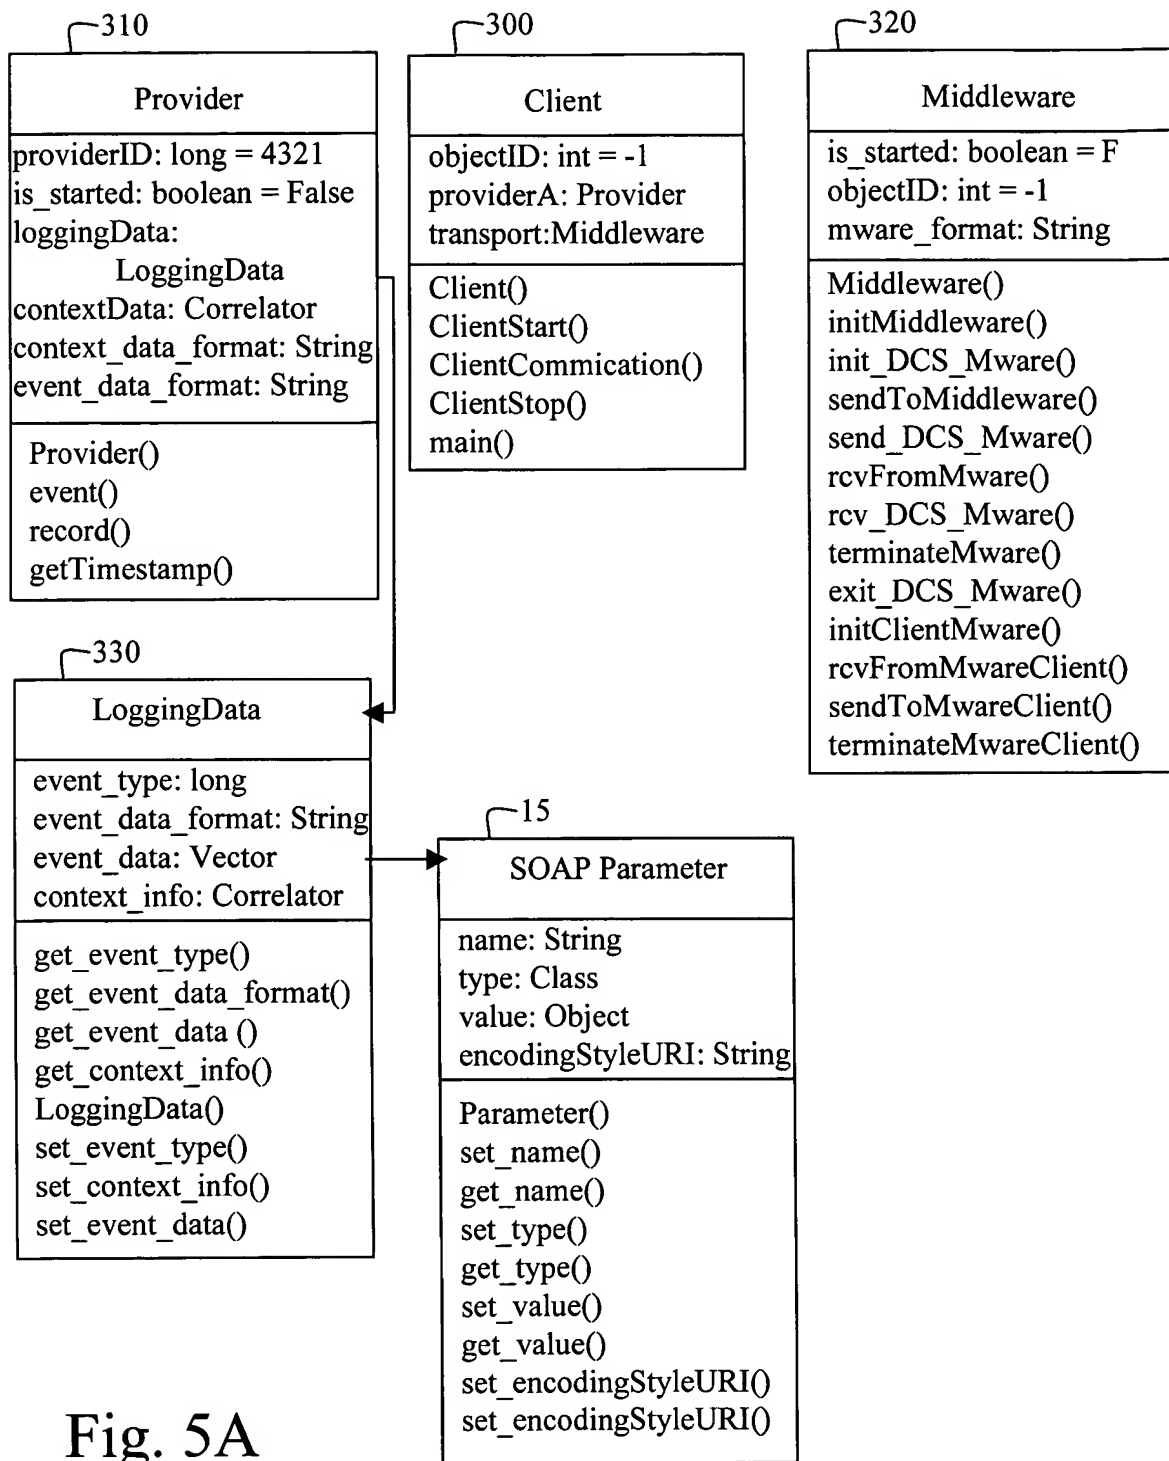 310
Provider
providerID: long = 4321
is_started: boolean = False
loggingData:
LoggingData
contextData: Correlator
context_data_format: String
event_data_format: String
Provider()
event()
record()
getTimestamp()
300
Client
objectID: int = -1
providerA: Provider
transport:Middleware
Client()
ClientStart()
ClientCommication()
ClientStop()
main()
320
Middleware
is_started: boolean = F
objectID: int = -1
mware_format: String
Middleware()
initMiddleware()
init_DCS_Mware()
sendToMiddleware()
send_DCS_Mware()
rcvFromMware()
rcv_DCS_Mware()
terminateMware()
exit_DCS_Mware()
initClientMware()
rcvFromMwareClient()
sendToMwareClient()
terminateMwareClient()
330
LoggingData
event_type: long
event_data_format: String
event_data: Vector
context_info: Correlator
get_event_type()
get_event_data_format()
get_event_data ()
get_context_info()
LoggingData()
set_event_type()
set_context_info()
set_event_data()
15
SOAP Parameter
name: String
type: Class
value: Object
encodingStyleURI: String
Parameter()
set_name()
get_name()
set_type()
get_type()
set_value()
get_value()
set_encodingStyleURI()
set_encodingStyleURI()
Fig. 5A